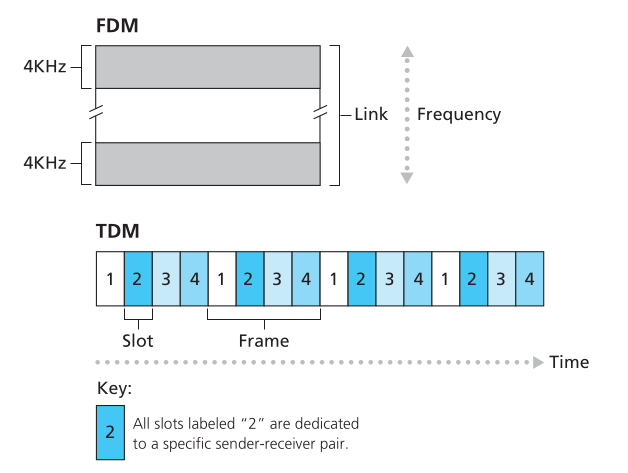 FDM
4KHz
Link
Frequency
4KHz
TDM
1 2 3 4 1 2 3 4 1 2 3 4 1 2 3 4
Slot
Frame
Time
Key:
2
All slots labeled “2” are dedicated
to a specific sender-receiver pair.